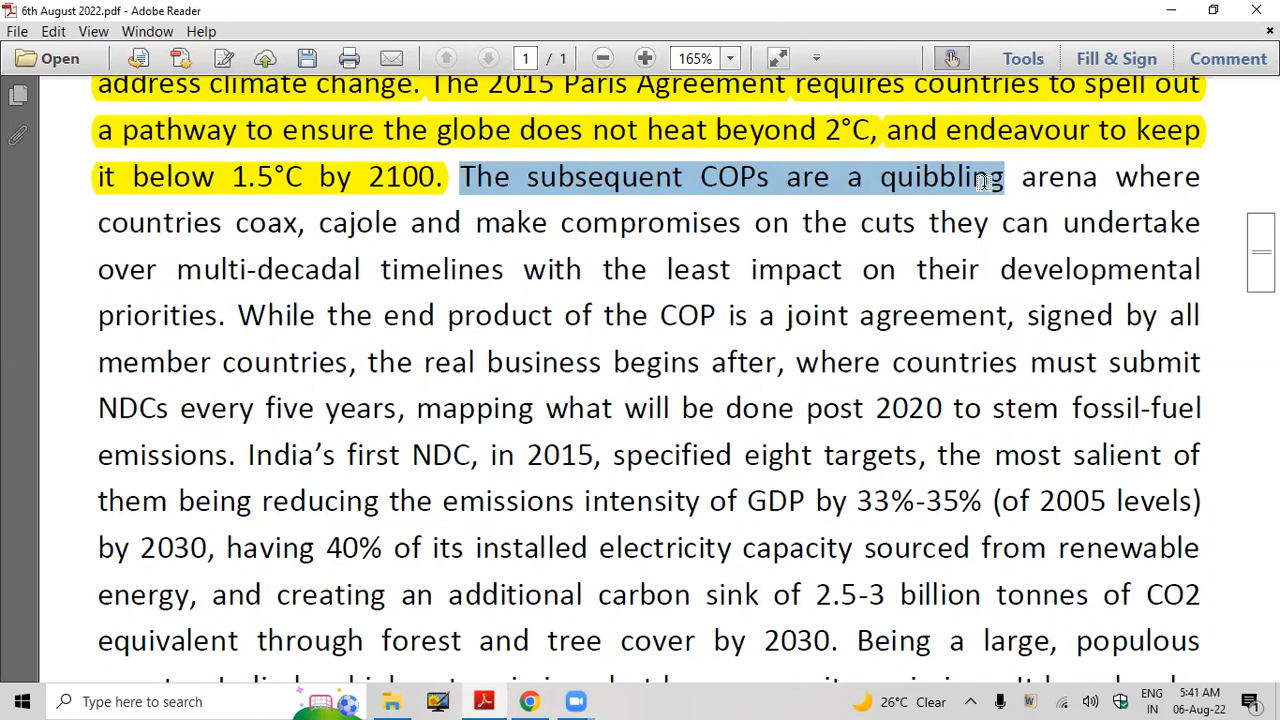 6th August 2022.pdf - Adobe Reader
File Edit View Window Help
Open 1 / 1 165% Tools Fill & Sign Comment
address climate change. The 2015 Paris Agreement requires countries to spell out
a pathway to ensure the globe does not heat beyond 2°C, and endeavour to keep
it below 1.5°C by 2100. The subsequent COPs are a quibbling arena where
countries coax, cajole and make compromises on the cuts they can undertake
over multi-decadal timelines with the least impact on their developmental
priorities. While the end product of the COP is a joint agreement, signed by all
member countries, the real business begins after, where countries must submit
NDCs every five years, mapping what will be done post 2020 to stem fossil-fuel
emissions. India’s first NDC, in 2015, specified eight targets, the most salient of
them being reducing the emissions intensity of GDP by 33%-35% (of 2005 levels)
by 2030, having 40% of its installed electricity capacity sourced from renewable
energy, and creating an additional carbon sink of 2.5-3 billion tonnes of CO2
equivalent through forest and tree cover by 2030. Being a large, populous
Type here to search 26°C Clear ENG IN 5:41 AM 06-Aug-22